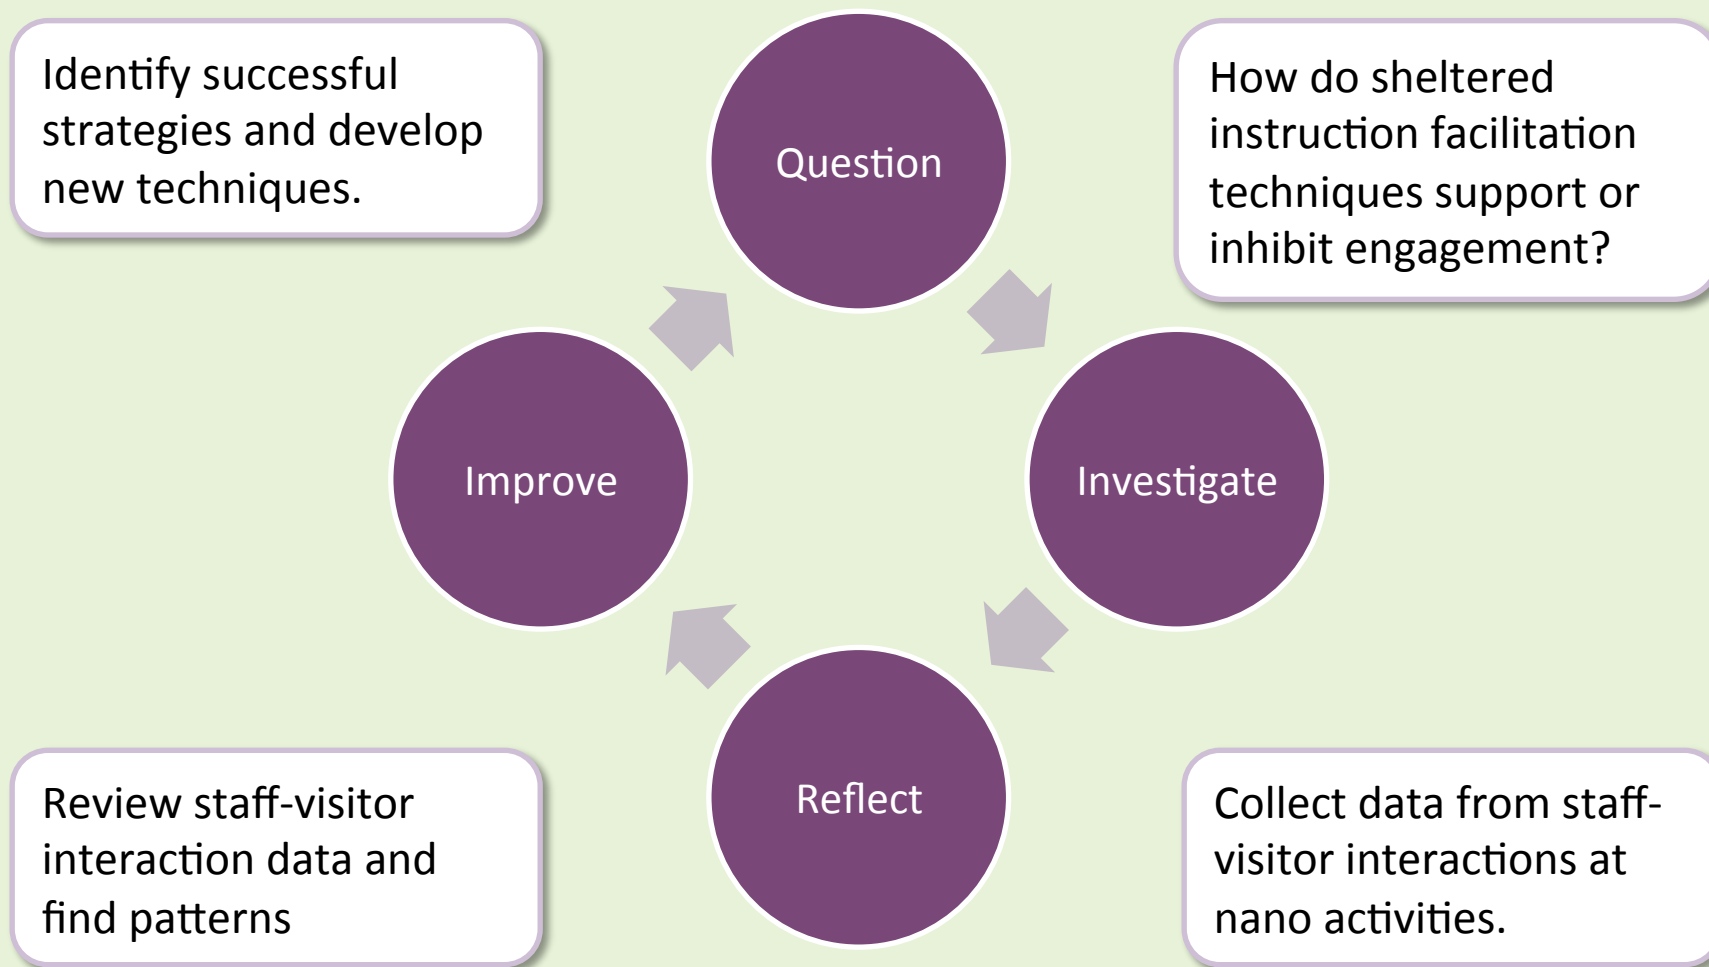 Identify successful
strategies and develop
new techniques.
Question
How do sheltered
instruction facilitation
techniques support or
inhibit engagement?
Improve
Investigate
Reflect
Review staff-visitor
interaction data and
find patterns
Collect data from staff-
visitor interactions at
nano activities.